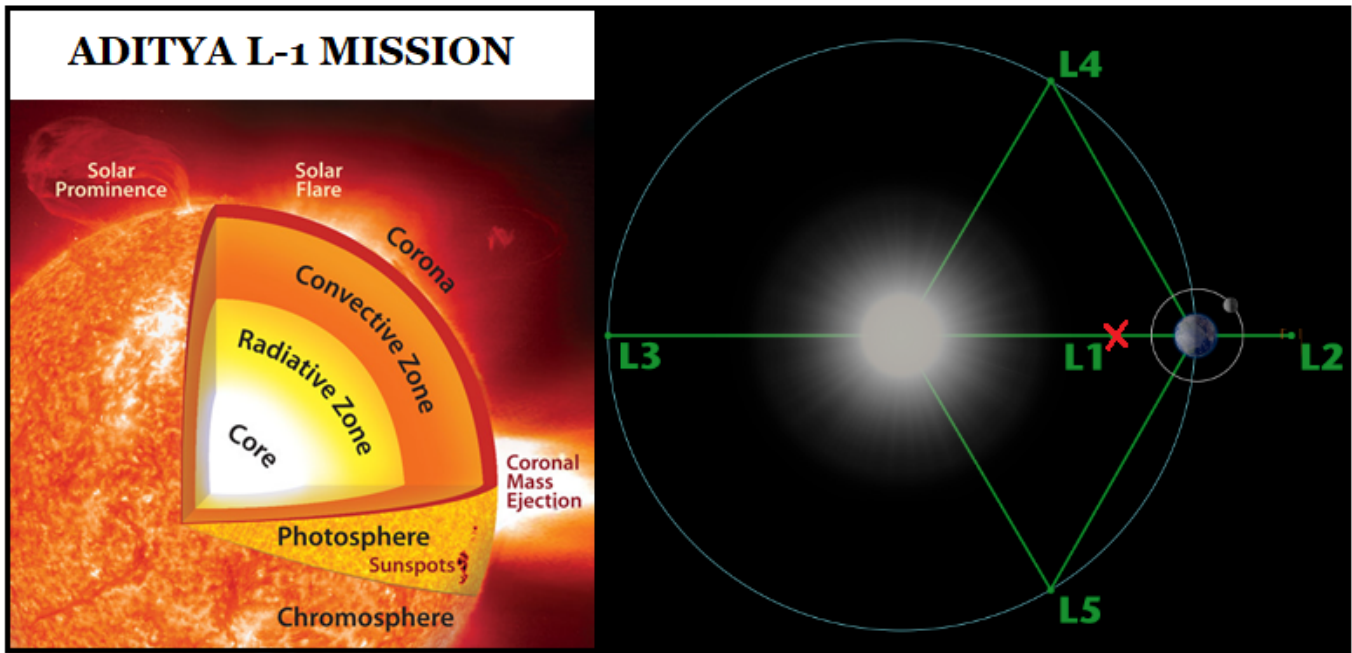 ADITYA L-1 MISSION
Solar
Prominence
Solar
Flare
Corona
Convective Zone
Radiative Zone
Core
Coronal
Mass
Ejection
Photosphere
Sunspots
Chromosphere
L4
L3
L1
L2
L5